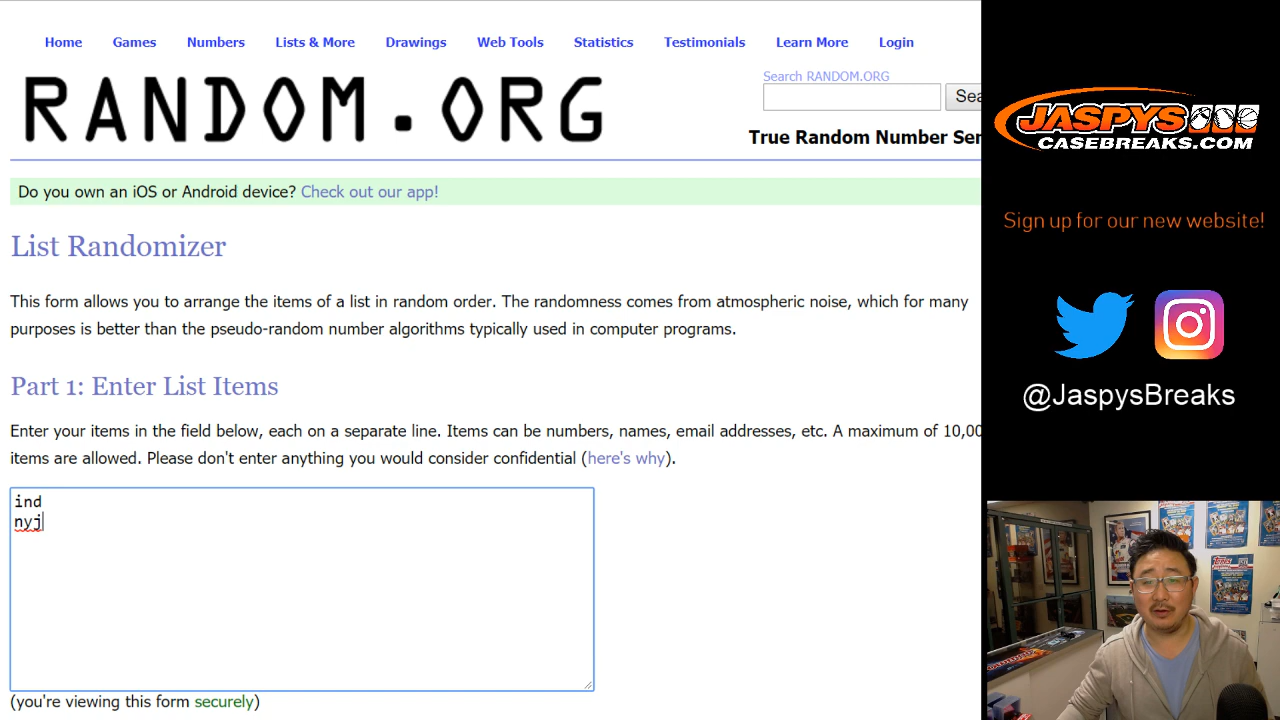 Home Games Numbers Lists & More Drawings Web Tools Statistics Testimonials Learn More Login
RANDOM.ORG
Search RANDOM.ORG
Sea
True Random Number Ser
Do you own an iOS or Android device? Check out our app!
List Randomizer
This form allows you to arrange the items of a list in random order. The randomness comes from atmospheric noise, which for many
purposes is better than the pseudo-random number algorithms typically used in computer programs.
Part 1: Enter List Items
Enter your items in the field below, each on a separate line. Items can be numbers, names, email addresses, etc. A maximum of 10,00
items are allowed. Please don't enter anything you would consider confidential (here's why).
ind
nyj
(you're viewing this form securely)
JASPYS
CASEBREAKS.COM
Sign up for our new website!
@JaspysBreaks